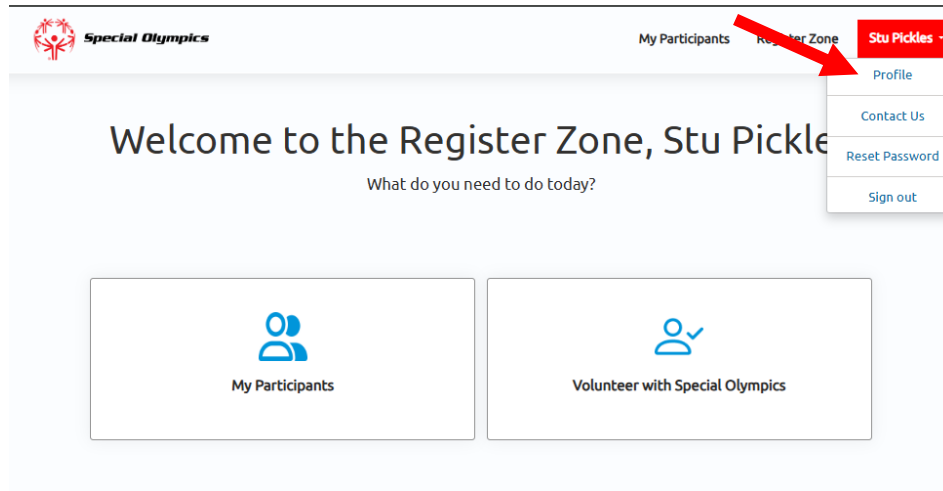 Special Olympics
My Participants
Register Zone
Stu Pickles
Profile
Contact Us
Reset Password
Sign out
Welcome to the Register Zone, Stu Pickle
What do you need to do today?
My Participants
Volunteer with Special Olympics